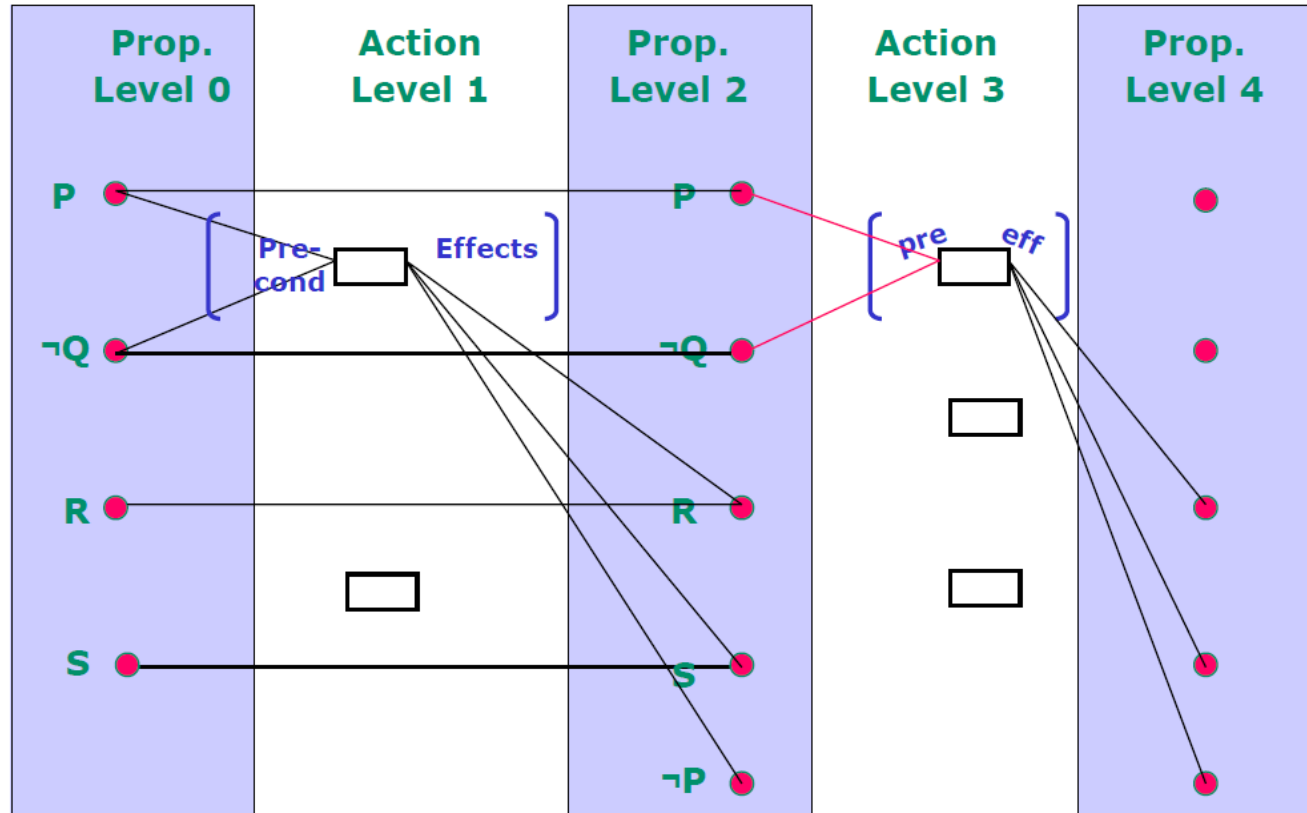 Prop.
Level 0
Action
Level 1
Prop.
Level 2
Action
Level 3
Prop.
Level 4
P
P
Pre-
cond
Effects
pre
eff
¬Q
¬Q
R
R
S
S
¬P